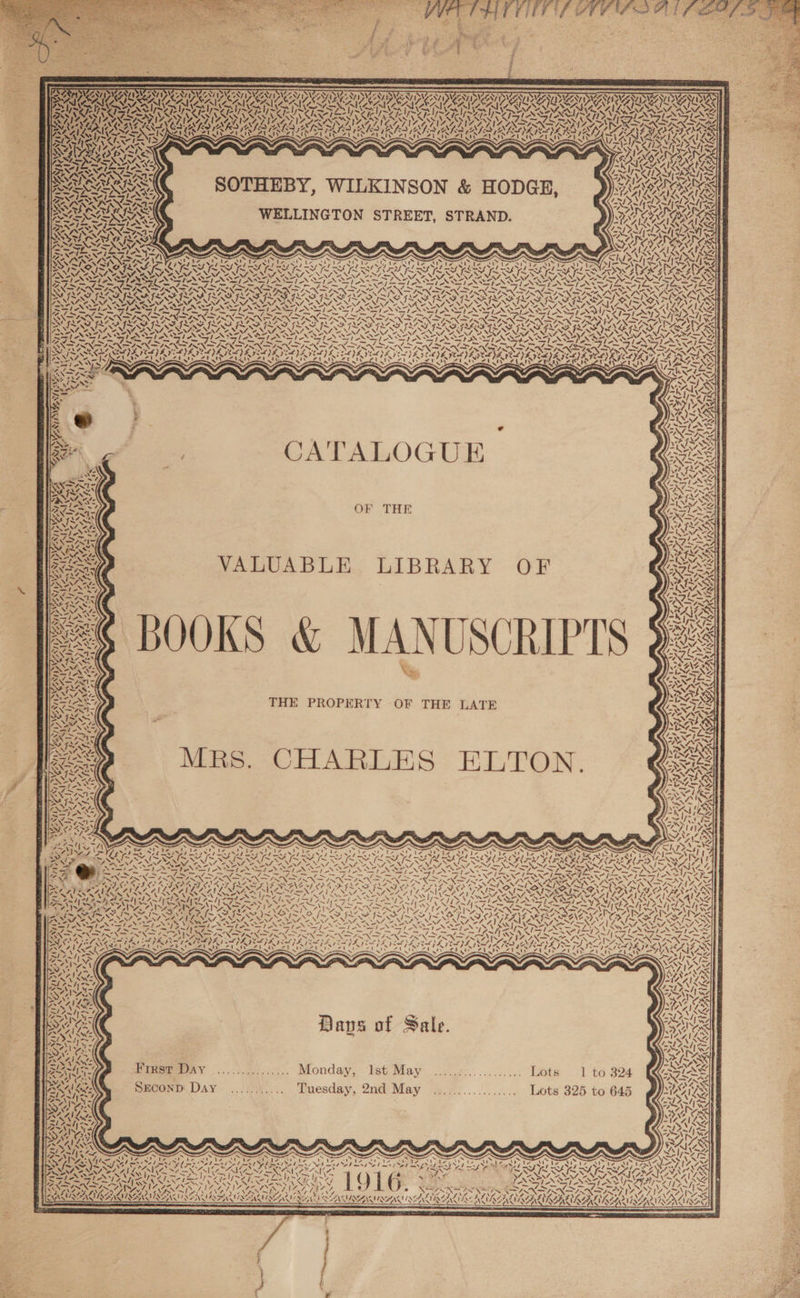 SOTHEBY, WILKINSON & HODGE,
WELLINGTON STREET, STRAND.
CATALOGUE
OF THE
VALUABLE LIBRARY OF
BOOKS & MANUSCRIPTS
THE PROPERTY OF THE LATE
MRS. CHARLES ELTON.
Days of Sale.
FIRST DAY .............. Monday, 1st May ................ Lots 1 to 324
SECOND DAY ........... Tuesday, 2nd May ............... Lots 325 to 645
1916.